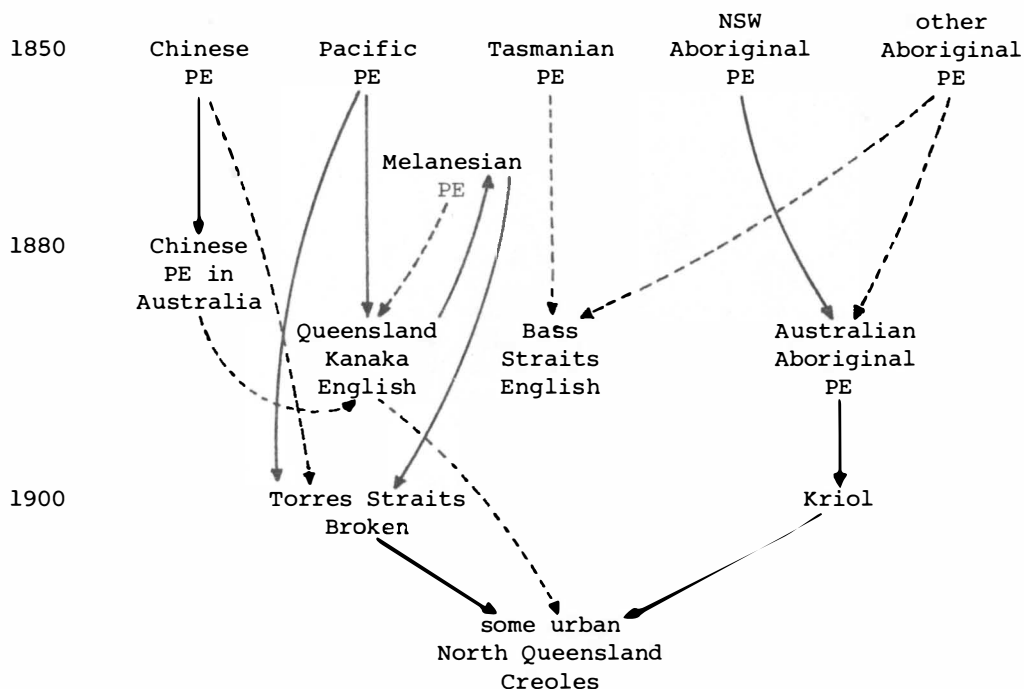 1850
Chinese
PE
Pacific
PE
Tasmanian
PE
NSW
Aboriginal
PE
other
Aboriginal
PE
Melanesian
PE
1880
Chinese
PE in
Australia
Queensland
Kanaka
English
Bass
Straits
English
Australian
Aboriginal
PE
1900
Torres Straits
Broken
Kriol
some urban
North Queensland
Creoles